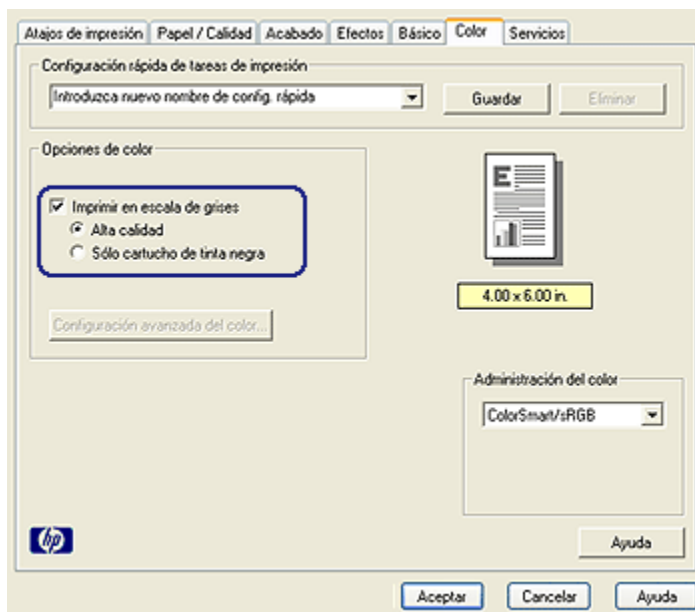 Atajos de impresión Papel / Calidad Acabado Efectos Básico Color Servicios
Configuración rápida de tareas de impresión
Introduzca nuevo nombre de config. rápida Guardar Eliminar
Opciones de color
Imprimir en escala de grises
Alta calidad
Sólo cartucho de tinta negra
Configuración avanzada del color...
E
4.00 x 6.00 in.
Administración del color
ColorSmart/sRGB
hp
Ayuda
Aceptar Cancelar Ayuda